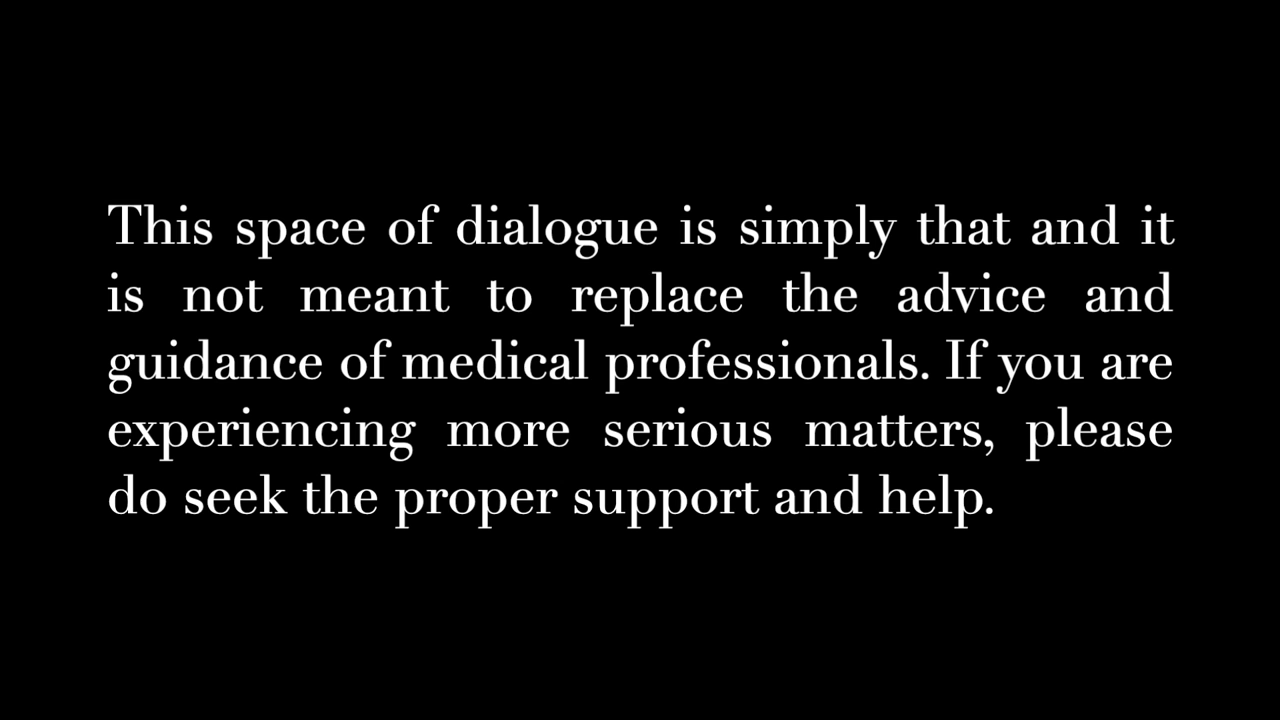 This space of dialogue is simply that and it
is not meant to replace the advice and
guidance of medical professionals. If you are
experiencing more serious matters, please
do seek the proper support and help.